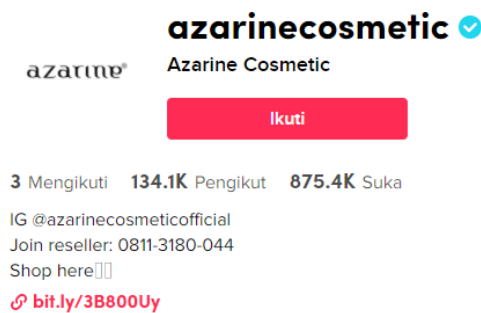 azarinecosmetic
azarine®
Azarine Cosmetic
Ikuti
3 Mengikuti 134.1K Pengikut 875.4K Suka
IG @azarinecosmeticofficial
Join reseller: 0811-3180-044
Shop here
bit.ly/3B800Uy